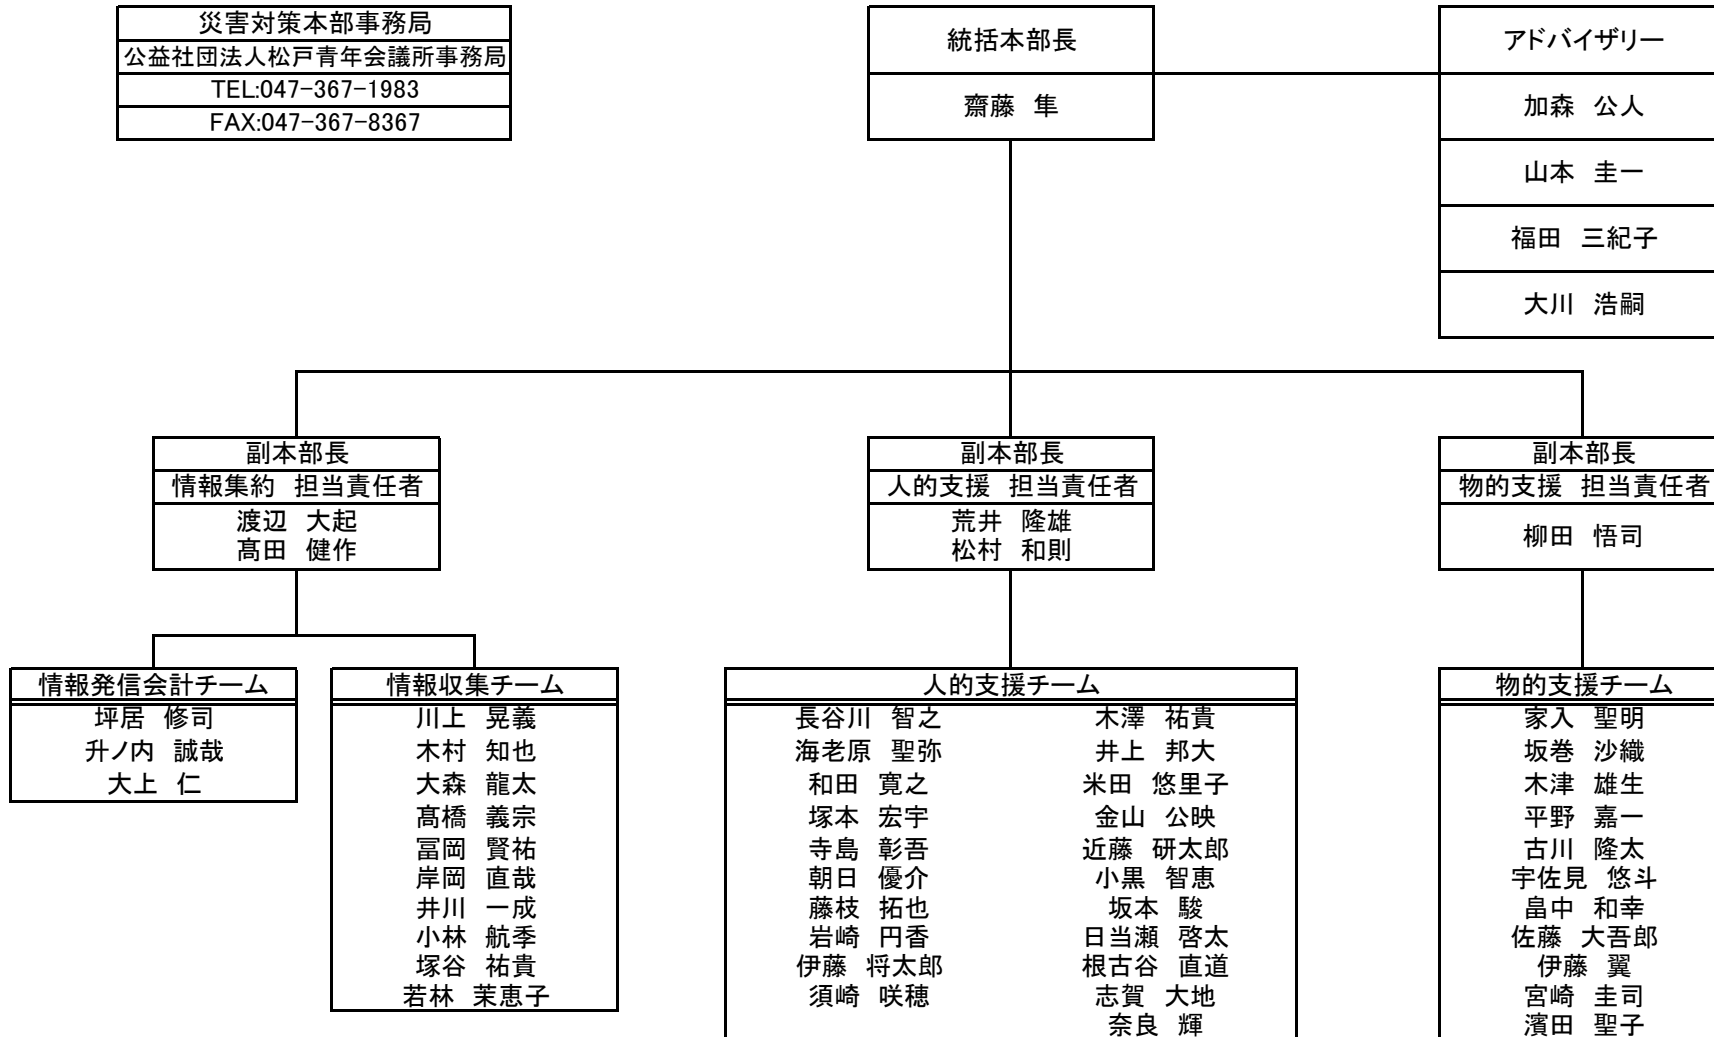 災害対策本部事務局
公益社団法人松戸青年会議所事務局
TEL:047-367-1983
FAX:047-367-8367
統括本部長
齋藤 隼
アドバイザリー
加森 公人
山本 圭一
福田 三紀子
大川 浩嗣
副本部長
情報集約 担当責任者
渡辺 大起
髙田 健作
副本部長
人的支援 担当責任者
荒井 隆雄
松村 和則
副本部長
物的支援 担当責任者
柳田 悟司
情報発信会計チーム
坪居 修司
升ノ内 誠哉
大上 仁
情報収集チーム
川上 晃義
木村 知也
大森 龍太
髙橋 義宗
冨岡 賢祐
岸岡 直哉
井川 一成
小林 航季
塚谷 祐貴
若林 茉恵子
人的支援チーム
長谷川 智之 木澤 祐貴
海老原 聖弥 井上 邦大
和田 寛之 米田 悠里子
塚本 宏宇 金山 公映
寺島 彰吾 近藤 研太郎
朝日 優介 小黒 智恵
藤枝 拓也 坂本 駿
岩崎 円香 日当瀬 啓太
伊藤 将太郎 根古谷 直道
須崎 咲穂 志賀 大地
奈良 輝
物的支援チーム
家入 聖明
坂巻 沙織
木津 雄生
平野 嘉一
古川 隆太
宇佐見 悠斗
畠中 和幸
佐藤 大吾郎
伊藤 翼
宮崎 圭司
濱田 聖子